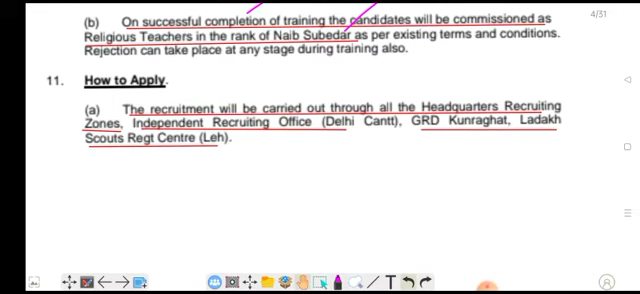 4/31
(b) On successful completion of training the candidates will be commissioned as
Religious Teachers in the rank of Naib Subedar as per existing terms and conditions.
Rejection can take place at any stage during training also.
11. How to Apply.
(a) The recruitment will be carried out through all the Headquarters Recruiting
Zones, Independent Recruiting Office (Delhi Cantt), GRD Kunraghat, Ladakh
Scouts Regt Centre (Leh).
T